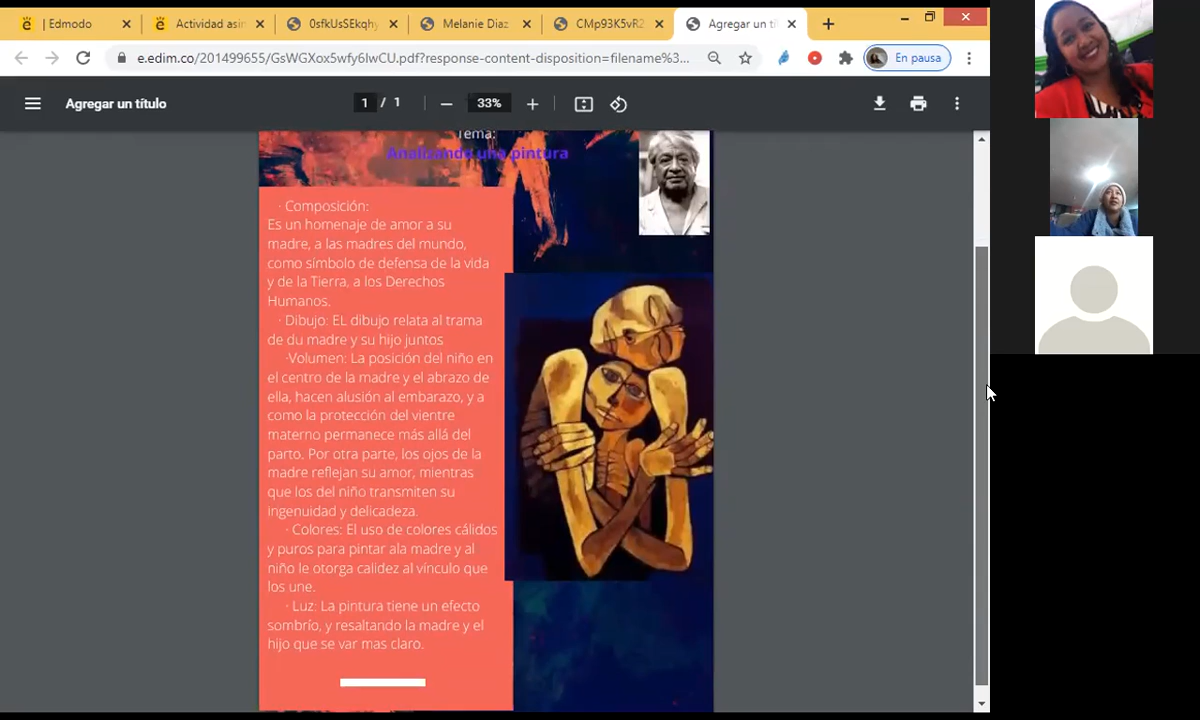 | Edmodo
Actividad asin
0sfkUsSEkqhy
Melanie Diaz
CMp93K5vR2
Agregar un tí
e.edim.co/201499655/GsWGXox5wfy6IwCU.pdf?response-content-disposition=filename%3...
En pausa
Agregar un título
1 / 1
33%
Tema:
Analisando una pintura
· Composición:
Es un homenaje de amor a su
madre, a las madres del mundo,
como símbolo de defensa de la vida
y de la Tierra, a los Derechos
Humanos.
· Dibujo: EL dibujo relata al trama
de du madre y su hijo juntos
·Volumen: La posición del niño en
el centro de la madre y el abrazo de
ella, hacen alusión al embarazo, y a
como la protección del vientre
materno permanece más allá del
parto. Por otra parte, los ojos de la
madre reflejan su amor, mientras
que los del niño transmiten su
ingenuidad y delicadeza.
· Colores: El uso de colores cálidos
y puros para pintar ala madre y al
niño le otorga calidez al vínculo que
los une.
· Luz: La pintura tiene un efecto
sombrío, y resaltando la madre y el
hijo que se var mas claro.